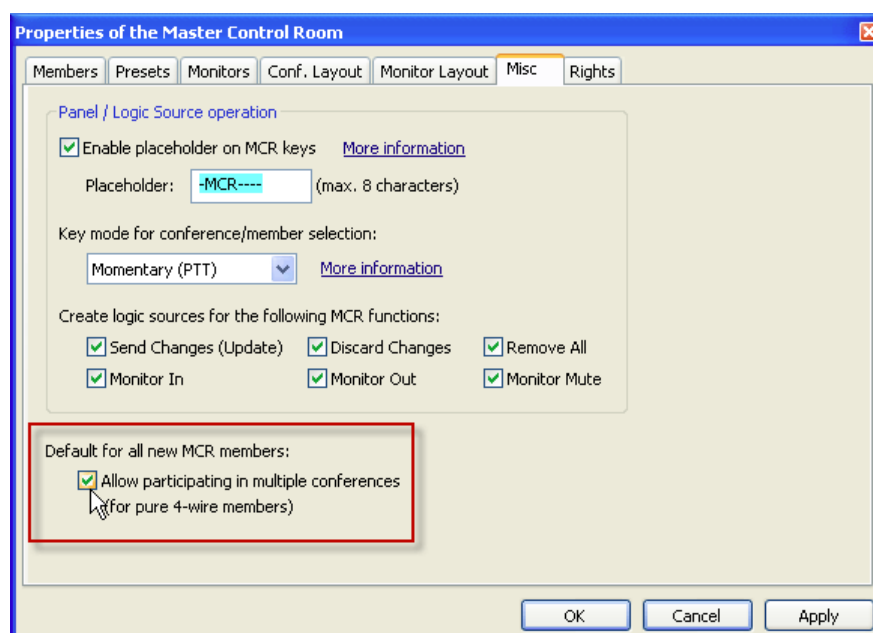 Properties of the Master Control Room
Members Presets Monitors Conf. Layout Monitor Layout Misc Rights
Panel / Logic Source operation
Enable placeholder on MCR keys More information
Placeholder: -MCR---- (max. 8 characters)
Key mode for conference/member selection:
Momentary (PTT) More information
Create logic sources for the following MCR functions:
Send Changes (Update) Discard Changes Remove All
Monitor In Monitor Out Monitor Mute
Default for all new MCR members:
Allow participating in multiple conferences
(for pure 4-wire members)
OK Cancel Apply